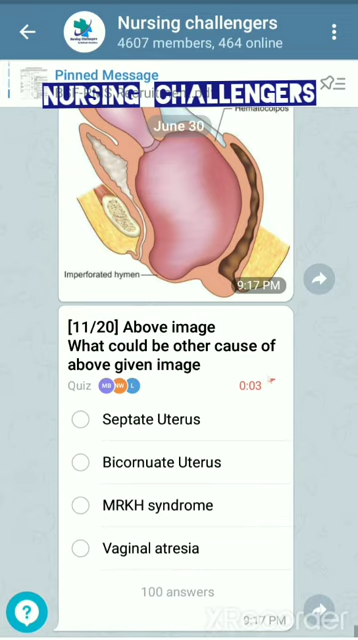 Nursing challengers
4607 members, 464 online
Pinned Message
NURSING CHALLENGERS
Hematocolpos
June 30
Imperforated hymen
9:17 PM
[11/20] Above image
What could be other cause of
above given image
Quiz
MB NW L
0:03
Septate Uterus
Bicornuate Uterus
MRKH syndrome
Vaginal atresia
100 answers
9:17 PM
XRecorder